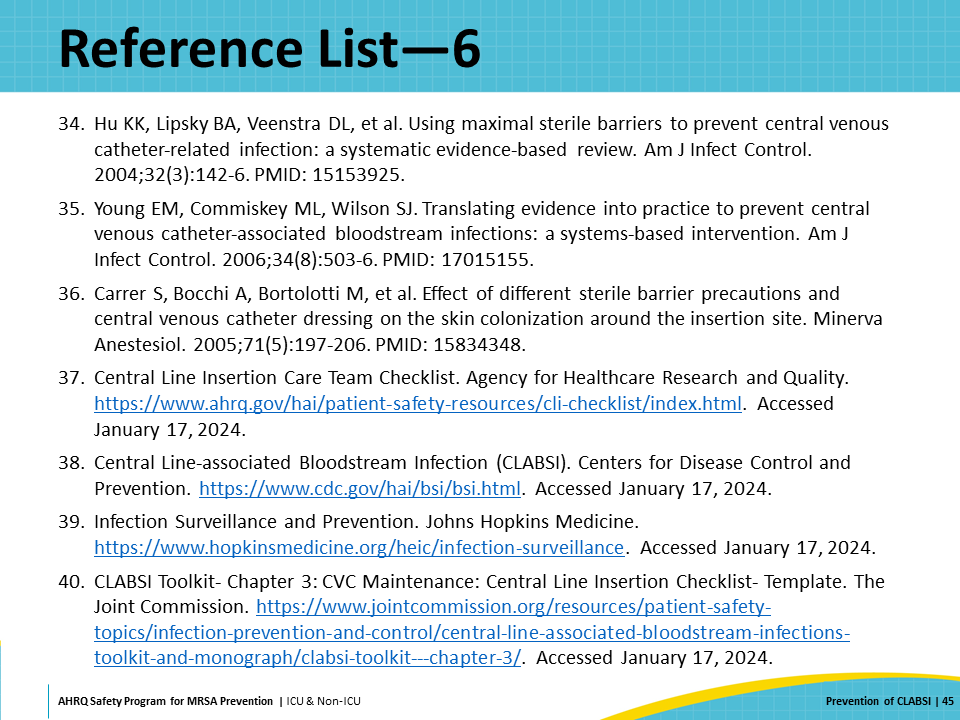 Reference List—6
34. Hu KK, Lipsky BA, Veenstra DL, et al. Using maximal sterile barriers to prevent central venous
catheter-related infection: a systematic evidence-based review. Am J Infect Control.
2004;32(3):142-6. PMID: 15153925.
35. Young EM, Commiskey ML, Wilson SJ. Translating evidence into practice to prevent central
venous catheter-associated bloodstream infections: a systems-based intervention. Am J
Infect Control. 2006;34(8):503-6. PMID: 17015155.
36. Carrer S, Bocchi A, Bortolotti M, et al. Effect of different sterile barrier precautions and
central venous catheter dressing on the skin colonization around the insertion site. Minerva
Anestesiol. 2005;71(5):197-206. PMID: 15834348.
37. Central Line Insertion Care Team Checklist. Agency for Healthcare Research and Quality.
https://www.ahrq.gov/hai/patient-safety-resources/cli-checklist/index.html. Accessed
January 17, 2024.
38. Central Line-associated Bloodstream Infection (CLABSI). Centers for Disease Control and
Prevention. https://www.cdc.gov/hai/bsi/bsi.html. Accessed January 17, 2024.
39. Infection Surveillance and Prevention. Johns Hopkins Medicine.
https://www.hopkinsmedicine.org/heic/infection-surveillance. Accessed January 17, 2024.
40. CLABSI Toolkit- Chapter 3: CVC Maintenance: Central Line Insertion Checklist- Template. The
Joint Commission. https://www.jointcommission.org/resources/patient-safety-
topics/infection-prevention-and-control/central-line-associated-bloodstream-infections-
toolkit-and-monograph/clabsi-toolkit---chapter-3/. Accessed January 17, 2024.
AHRQ Safety Program for MRSA Prevention | ICU & Non-ICU
Prevention of CLABSI | 45